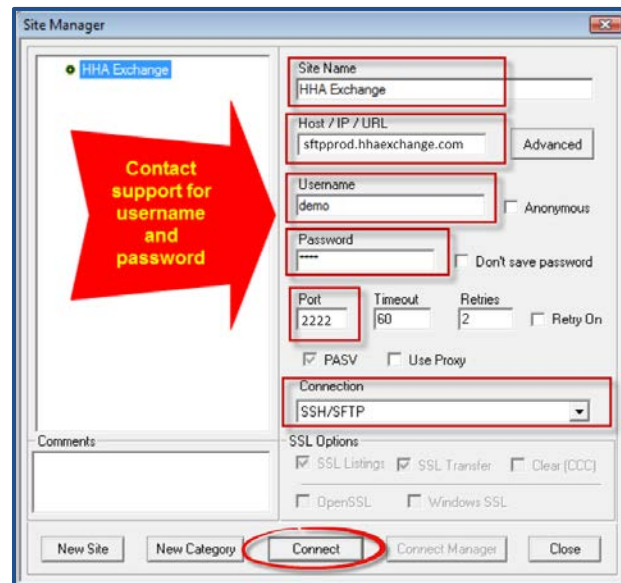 Site Manager
HHA Exchange
Contact
support for
username
and
password
Site Name
HHA Exchange
Host / IP / URL
sftpprod.hhaexchange.com
Advanced
Username
demo
Anonymous
Password
****
Don't save password
Port Timeout Retries
2222 60 2 Retry On
PASV Use Proxy
Connection
SSH/SFTP
Comments
SSL Options
SSL Listings SSL Transfer Clear (CCC)
OpenSSL Windows SSL
New Site New Category Connect Connect Manager Close